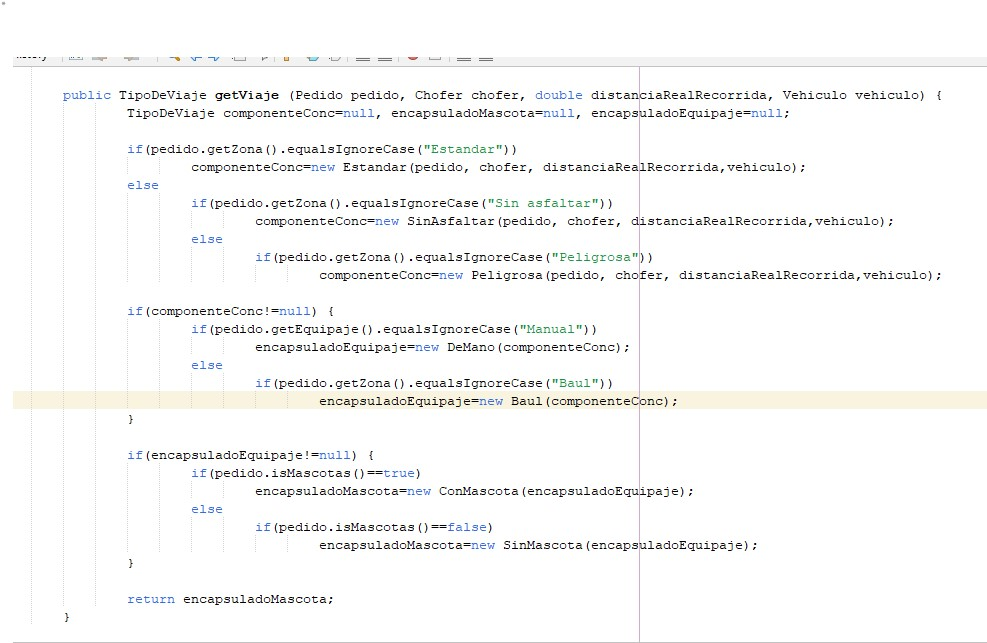 public TipoDeViaje getViaje (Pedido pedido, Chofer chofer, double distanciaRealRecorrida, Vehiculo vehiculo) {
TipoDeViaje componenteConc=null, encapsuladoMascota=null, encapsuladoEquipaje=null;
if(pedido.getZona().equalsIgnoreCase("Estandar"))
componenteConc=new Estandar(pedido, chofer, distanciaRealRecorrida,vehiculo);
else
if(pedido.getZona().equalsIgnoreCase("Sin asfaltar"))
componenteConc=new SinAsfaltar(pedido, chofer, distanciaRealRecorrida,vehiculo);
else
if(pedido.getZona().equalsIgnoreCase("Peligrosa"))
componenteConc=new Peligrosa(pedido, chofer, distanciaRealRecorrida,vehiculo);
if(componenteConc!=null) {
if(pedido.getEquipaje().equalsIgnoreCase("Manual"))
encapsuladoEquipaje=new DeMano(componenteConc);
else
if(pedido.getZona().equalsIgnoreCase("Baul"))
encapsuladoEquipaje=new Baul(componenteConc);
}
if(encapsuladoEquipaje!=null) {
if(pedido.isMascotas()==true)
encapsuladoMascota=new ConMascota(encapsuladoEquipaje);
else
if(pedido.isMascotas()==false)
encapsuladoMascota=new SinMascota(encapsuladoEquipaje);
}
return encapsuladoMascota;
}